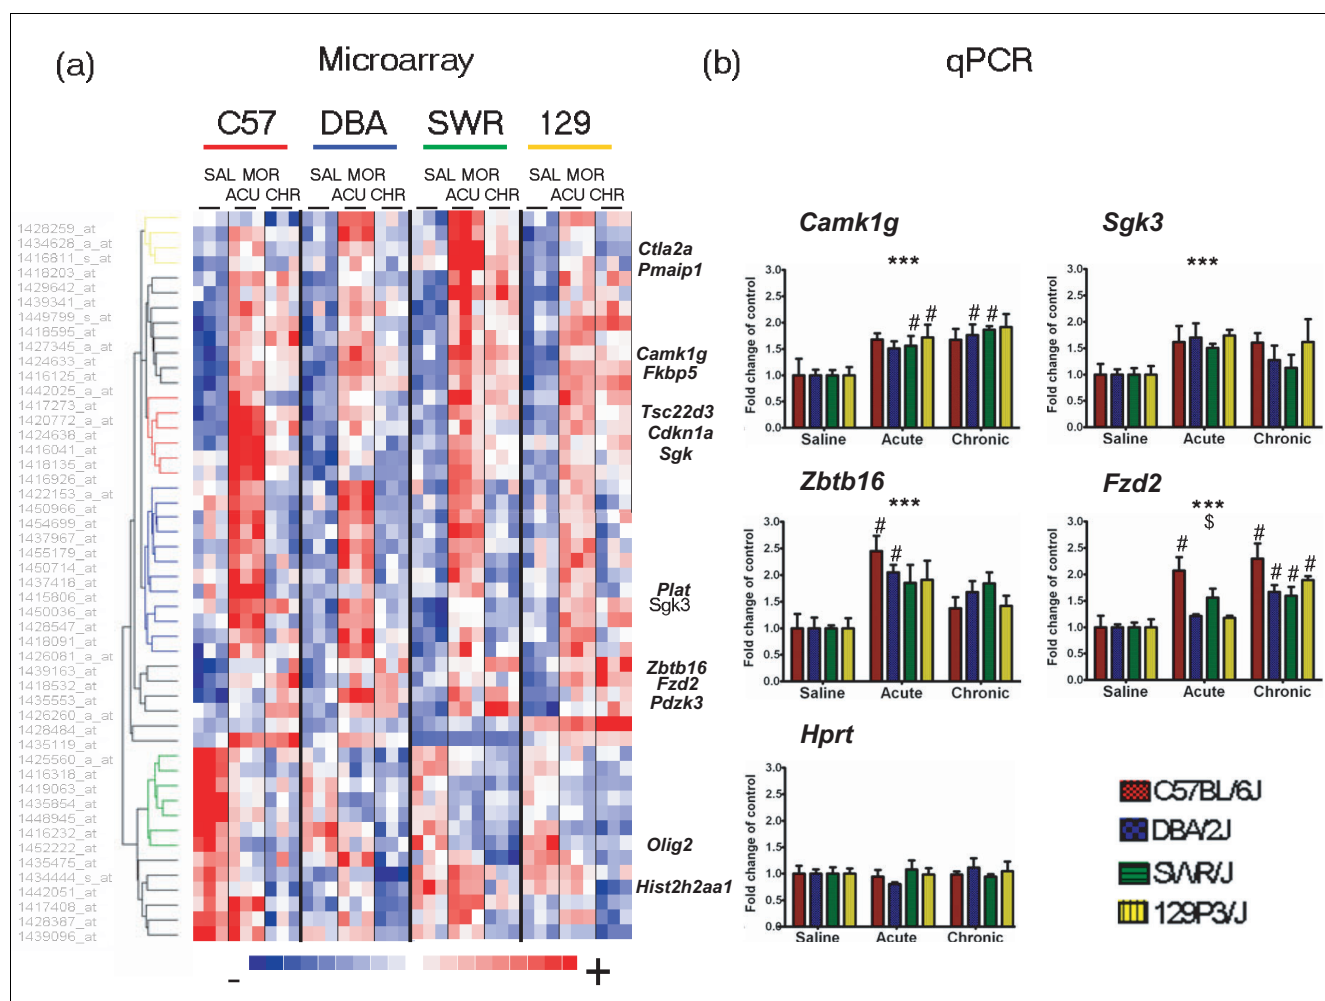 (a)
Microarray
C57 DBA SWR 129
SAL MOR SAL MOR SAL MOR SAL MOR
ACU CHR ACU CHR ACU CHR ACU CHR
1428259_at
1434628_a_at
1416811_s_at
1418203_at
1429642_at
1439341_at
1449799_s_at
1418595_at
1427346_a_at
1424633_at
1416125_at
1442025_a_at
1417273_at
1420772_a_at
1424638_at
1416041_at
1418135_at
1416926_at
1422153_a_at
1450966_at
1454699_at
1437967_at
1455179_at
1450714_at
1437418_at
1415806_at
1450036_at
1428547_at
1418091_at
1426081_a_at
1439163_at
1418532_at
1435553_at
1426260_a_at
1428484_at
1435119_at
1425560_a_at
1416318_at
1419063_at
1435854_at
1448945_at
1416232_at
1452222_at
1435475_at
1434444_s_at
1442051_at
1417408_at
1428387_at
1439096_at
Ctla2a
Pmaip1
Camk1g
Fkbp5
Tsc22d3
Cdkn1a
Sgk
Plat
Sgk3
Zbtb16
Fzd2
Pdzk3
Olig2
Hist2h2aa1
- +
(b)
qPCR
Camk1g
***
# # # #
Fold change of control
3.0
2.5
2.0
1.5
1.0
0.5
0.0
Saline Acute Chronic
Sgk3
***
Fold change of control
3.0
2.5
2.0
1.5
1.0
0.5
0.0
Saline Acute Chronic
Zbtb16
***
# #
Fold change of control
3.0
2.5
2.0
1.5
1.0
0.5
0.0
Saline Acute Chronic
Fzd2
***
$
# # # # #
Fold change of control
3.0
2.5
2.0
1.5
1.0
0.5
0.0
Saline Acute Chronic
Hprt
Fold change of control
3.0
2.5
2.0
1.5
1.0
0.5
0.0
Saline Acute Chronic
C57BL/6J
DBA/2J
SWR/J
129P3/J